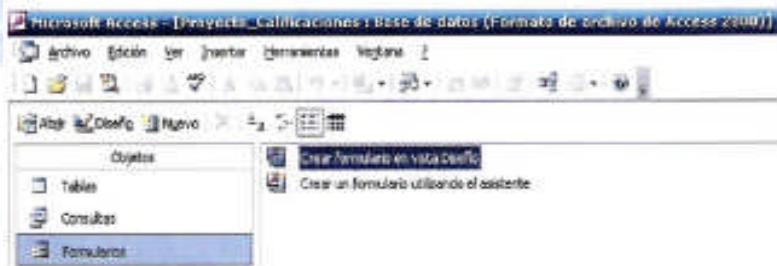 Microsoft Access - [Proyecto_Calificaciones : Base de datos (Formato de archivo de Access 2000)]
Archivo Edición Ver Insertar Herramientas Ventana ?
Abrir Diseño Nuevo
Objetos
Crear formulario en vista Diseño
Tablas
Crear un formulario utilizando el asistente
Consultas
Formularios